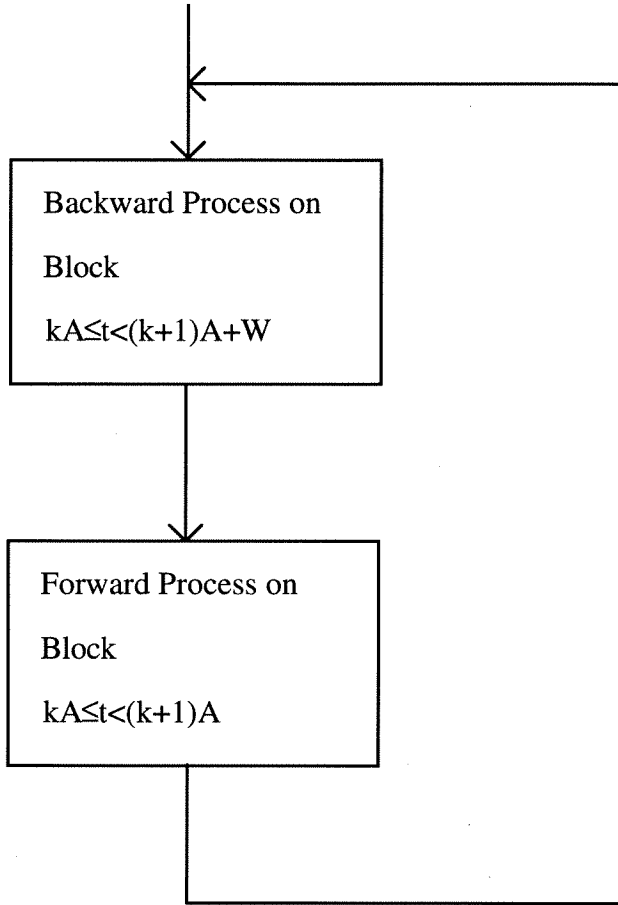 Backward Process on
Block
kA≤t<(k+1)A+W
Forward Process on
Block
kA≤t<(k+1)A